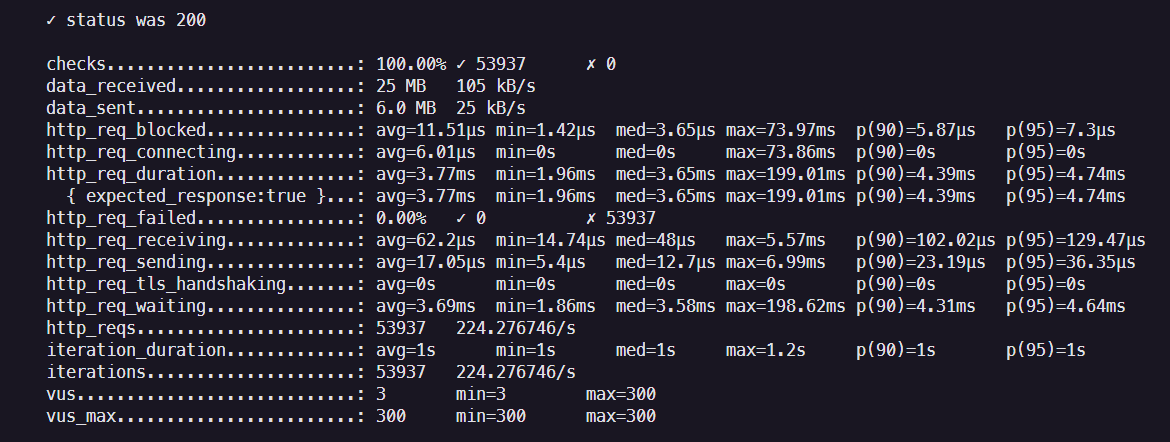 ✓ status was 200
checks.........................: 100.00% ✓ 53937 ✗ 0
data_received..................: 25 MB 105 kB/s
data_sent......................: 6.0 MB 25 kB/s
http_req_blocked...............: avg=11.51µs min=1.42µs med=3.65µs max=73.97ms p(90)=5.87µs p(95)=7.3µs
http_req_connecting............: avg=6.01µs min=0s med=0s max=73.86ms p(90)=0s p(95)=0s
http_req_duration..............: avg=3.77ms min=1.96ms med=3.65ms max=199.01ms p(90)=4.39ms p(95)=4.74ms
{ expected_response:true }...: avg=3.77ms min=1.96ms med=3.65ms max=199.01ms p(90)=4.39ms p(95)=4.74ms
http_req_failed................: 0.00% ✓ 0 ✗ 53937
http_req_receiving.............: avg=62.2µs min=14.74µs med=48µs max=5.57ms p(90)=102.02µs p(95)=129.47µs
http_req_sending...............: avg=17.05µs min=5.4µs med=12.7µs max=6.99ms p(90)=23.19µs p(95)=36.35µs
http_req_tls_handshaking.......: avg=0s min=0s med=0s max=0s p(90)=0s p(95)=0s
http_req_waiting...............: avg=3.69ms min=1.86ms med=3.58ms max=198.62ms p(90)=4.31ms p(95)=4.64ms
http_reqs......................: 53937 224.276746/s
iteration_duration.............: avg=1s min=1s med=1s max=1.2s p(90)=1s p(95)=1s
iterations.....................: 53937 224.276746/s
vus............................: 3 min=3 max=300
vus_max........................: 300 min=300 max=300